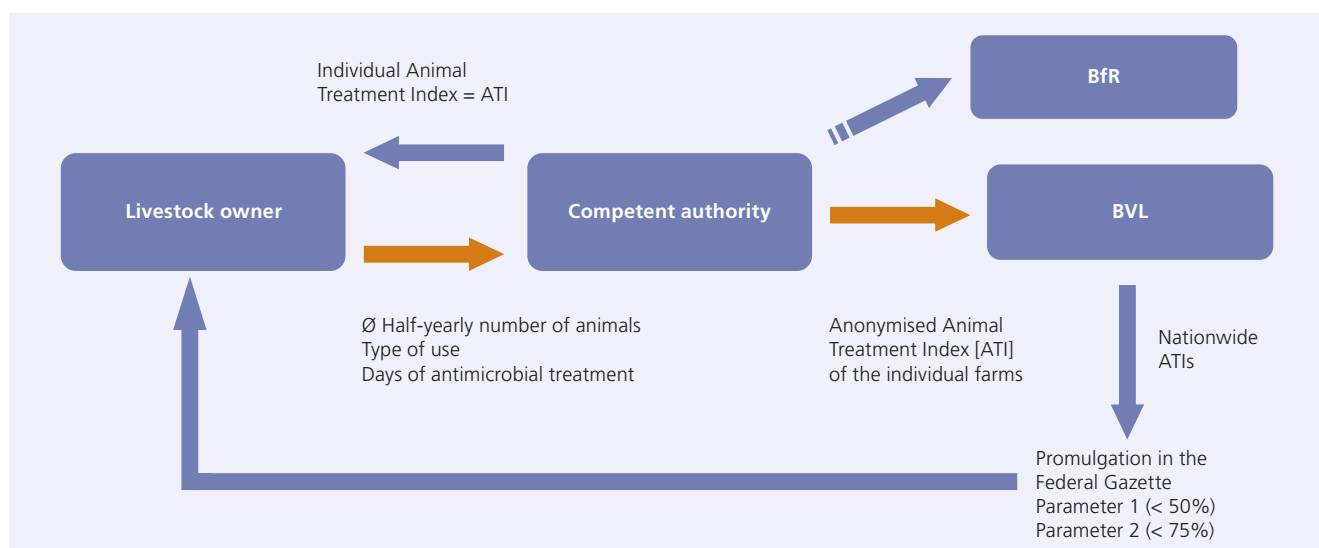 Individual Animal
Treatment Index = ATI
BfR
Livestock owner
Competent authority
BVL
Ø Half-yearly number of animals
Type of use
Days of antimicrobial treatment
Anonymised Animal
Treatment Index [ATI]
of the individual farms
Nationwide
ATIs
Promulgation in the
Federal Gazette
Parameter 1 (< 50%)
Parameter 2 (< 75%)